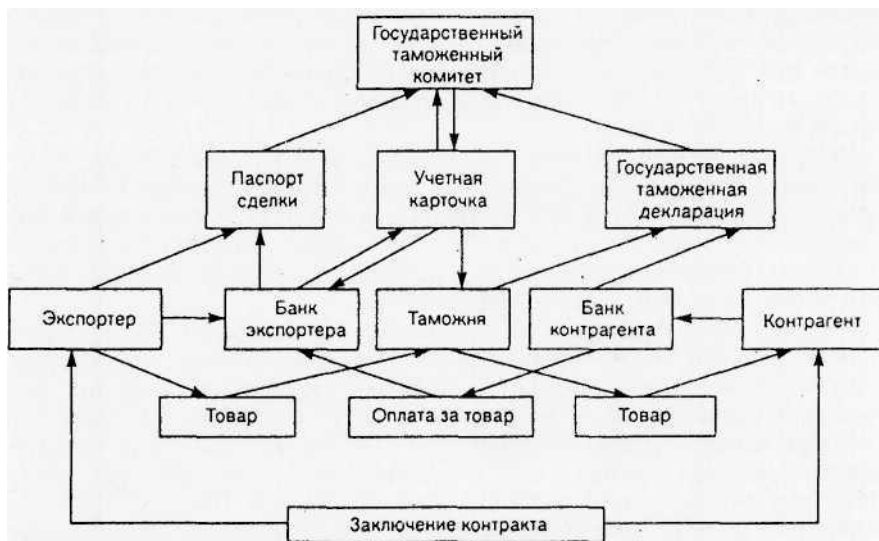 Государственный
таможенный
комитет
Паспорт
сделки
Учетная
карточка
Государственная
таможенная
декларация
Экспортер
Банк
экспортера
Таможня
Банк
контрагента
Контрагент
Товар
Оплата за товар
Товар
Заключение контракта